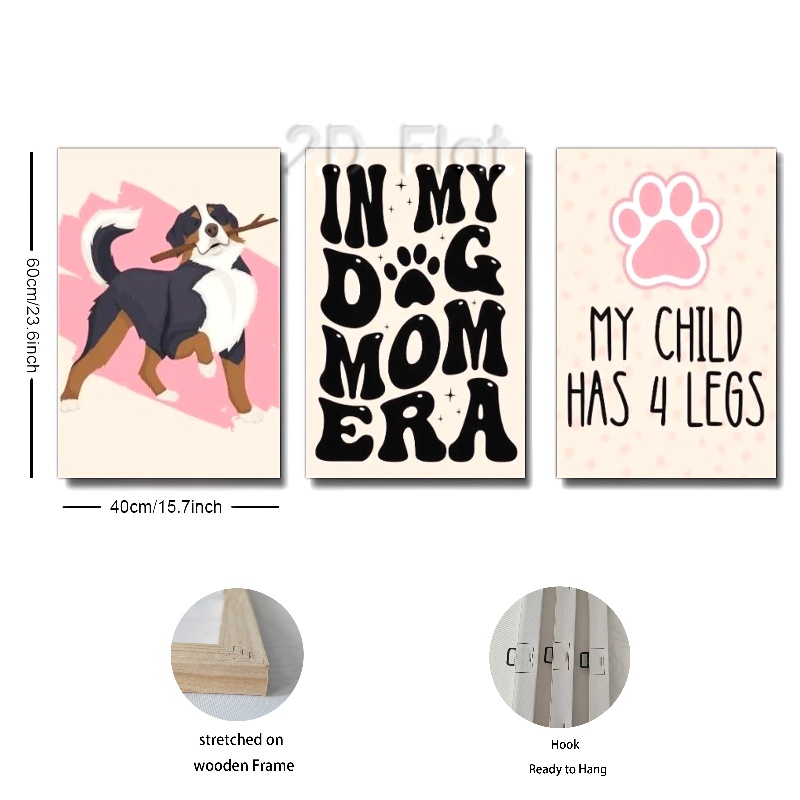 2D Flat
IN MY
DOG
MOM
ERA
MY CHILD
HAS 4 LEGS
60cm/23.6inch
40cm/15.7inch
stretched on
wooden Frame
Hook
Ready to Hang